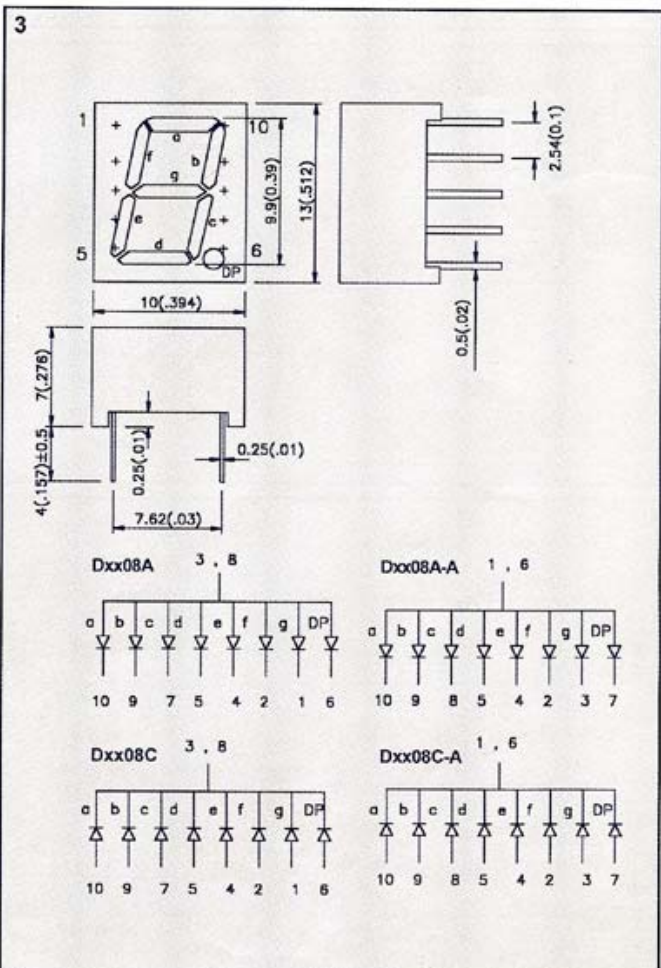 3
1
10
a
f
b
g
e
c
d
5
6
DP
9.9(0.39)
13(.512)
2.54(0.1)
0.5(.02)
10(.394)
7(.276)
4(.157)±0.5
0.25(.01)
0.25(.01)
7.62(.03)
Dxx08A 3 , 8
a b c d e f g DP
10 9 7 5 4 2 1 6
Dxx08A-A 1 , 6
a b c d e f g DP
10 9 8 5 4 2 3 7
Dxx08C 3 , 8
a b c d e f g DP
10 9 7 5 4 2 1 6
Dxx08C-A 1 , 6
a b c d e f g DP
10 9 8 5 4 2 3 7